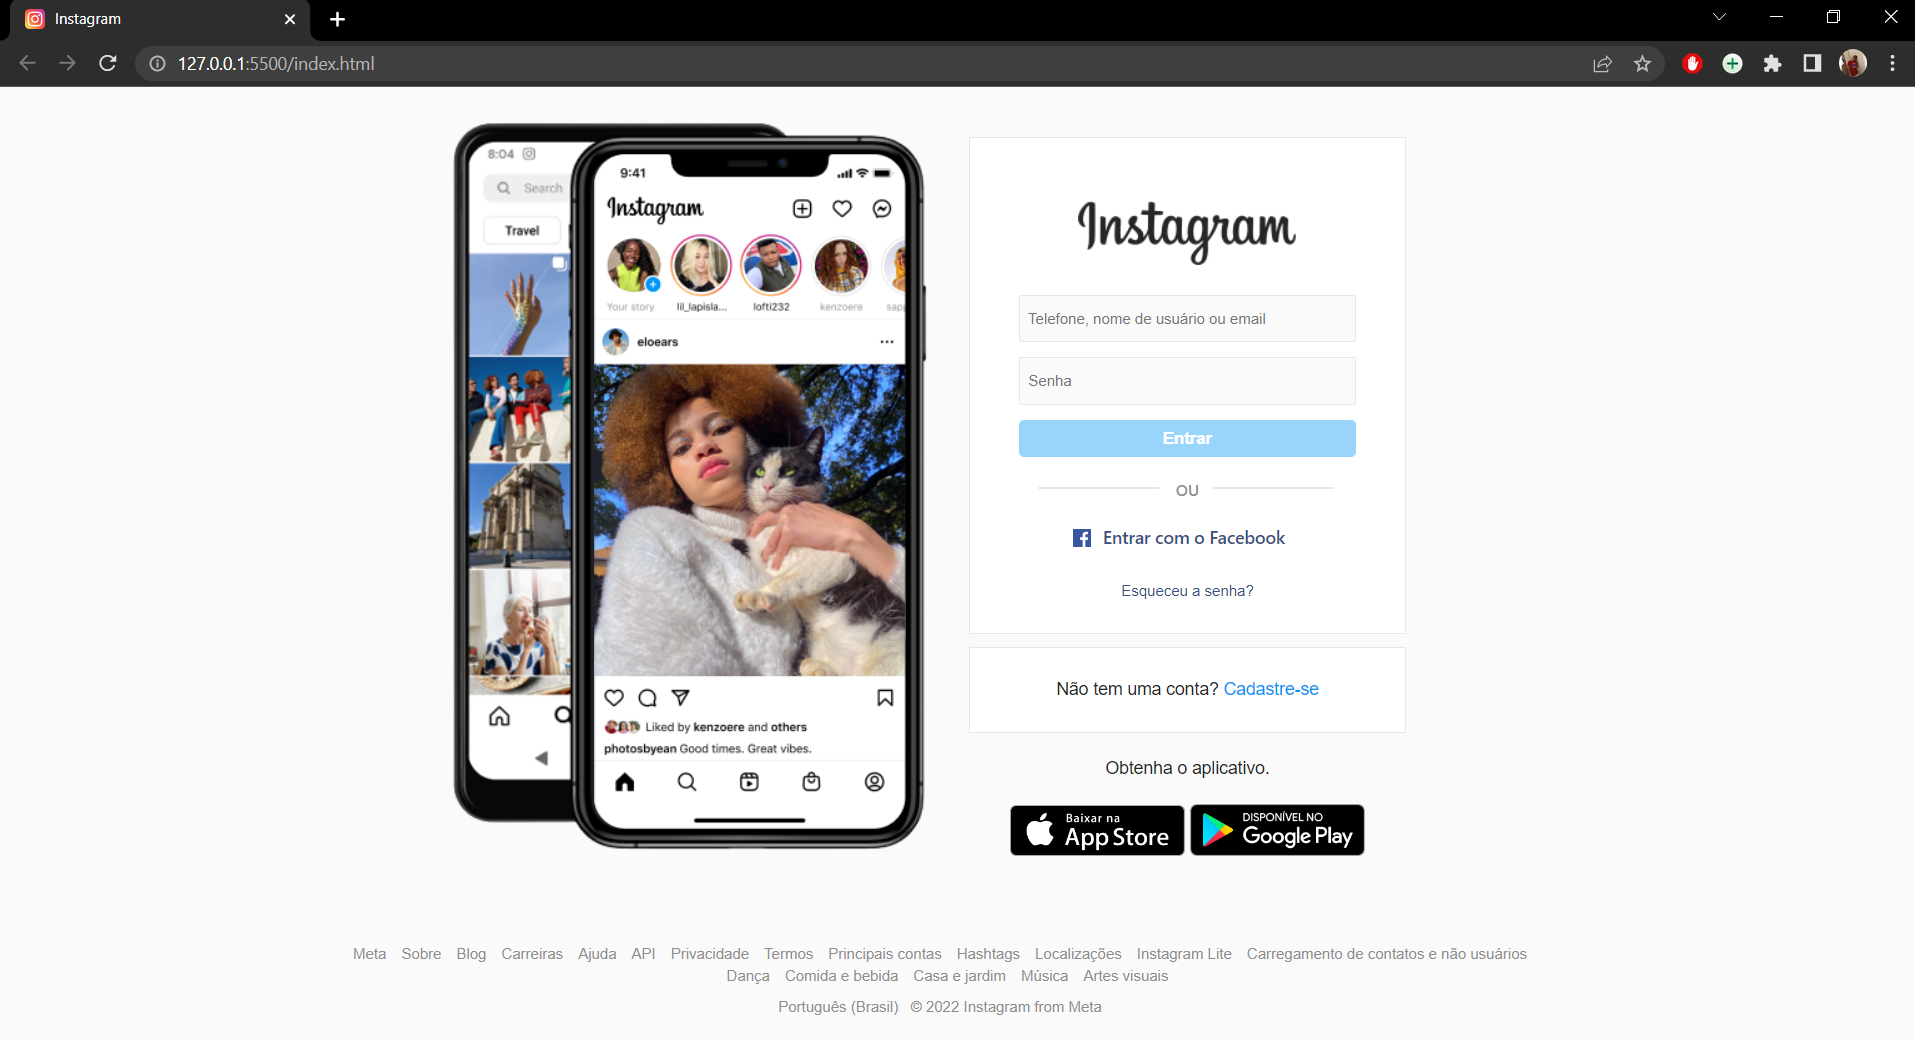 Instagram
127.0.0.1:5500/index.html
8:04
Search
Travel
9:41
Instagram
Your story lil_lapisla... lofti232 kenzoere
eloears
Liked by kenzoere and others
photosbyean Good times. Great vibes.
Instagram
Telefone, nome de usuário ou email
Senha
Entrar
OU
Entrar com o Facebook
Esqueceu a senha?
Não tem uma conta? Cadastre-se
Obtenha o aplicativo.
Baixar na
App Store
DISPONÍVEL NO
Google Play
Meta Sobre Blog Carreiras Ajuda API Privacidade Termos Principais contas Hashtags Localizações Instagram Lite Carregamento de contatos e não usuários
Dança Comida e bebida Casa e jardim Música Artes visuais
Português (Brasil) © 2022 Instagram from Meta